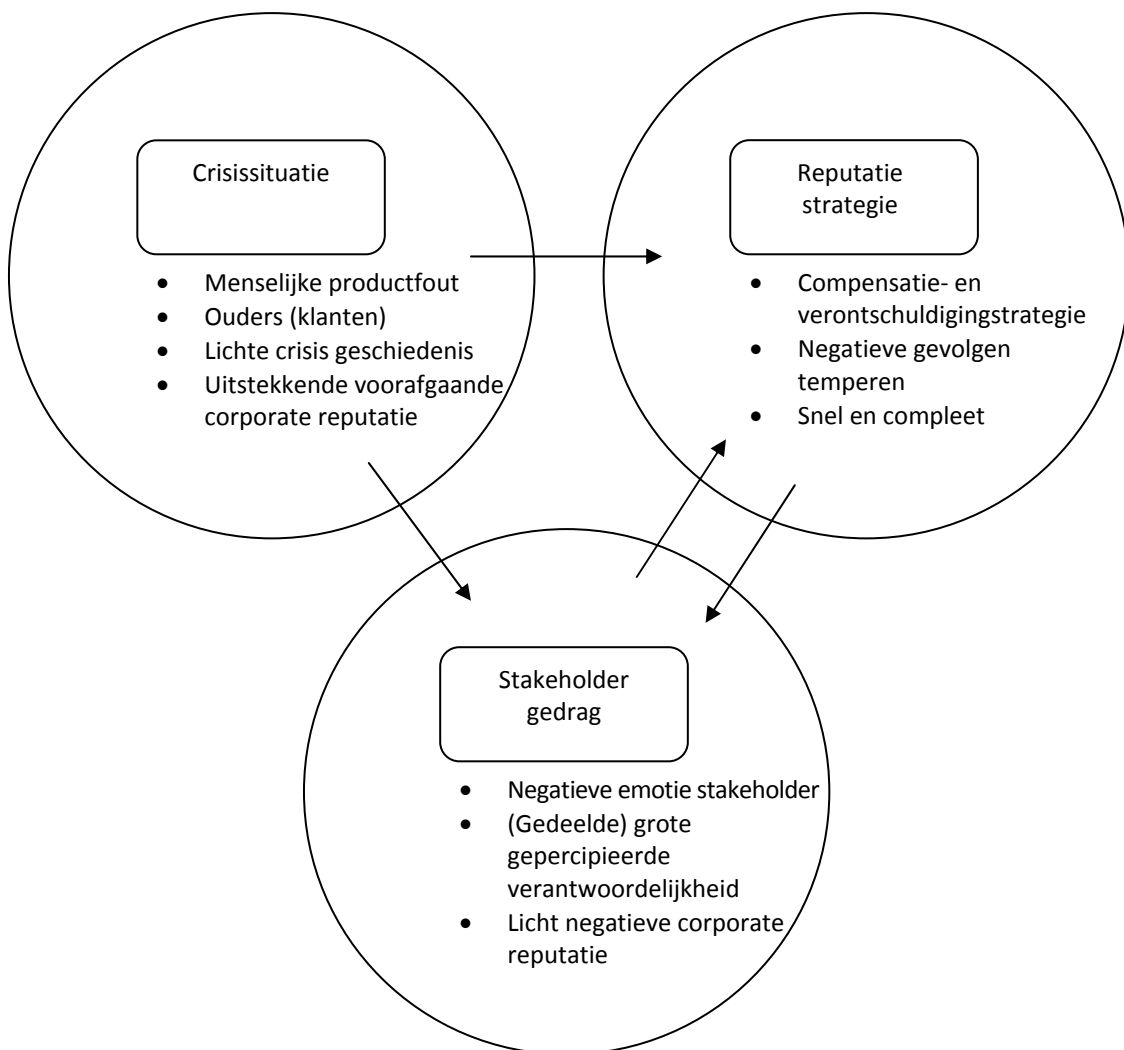 Crisissituatie
• Menselijke productfout
• Ouders (klanten)
• Lichte crisis geschiedenis
• Uitstekkende voorafgaande
corporate reputatie
Reputatie
strategie
• Compensatie- en
verontschuldigingstrategie
• Negatieve gevolgen
temperen
• Snel en compleet
Stakeholder
gedrag
• Negatieve emotie stakeholder
• (Gedeelde) grote
gepercipieerde
verantwoordelijkheid
• Licht negatieve corporate
reputatie